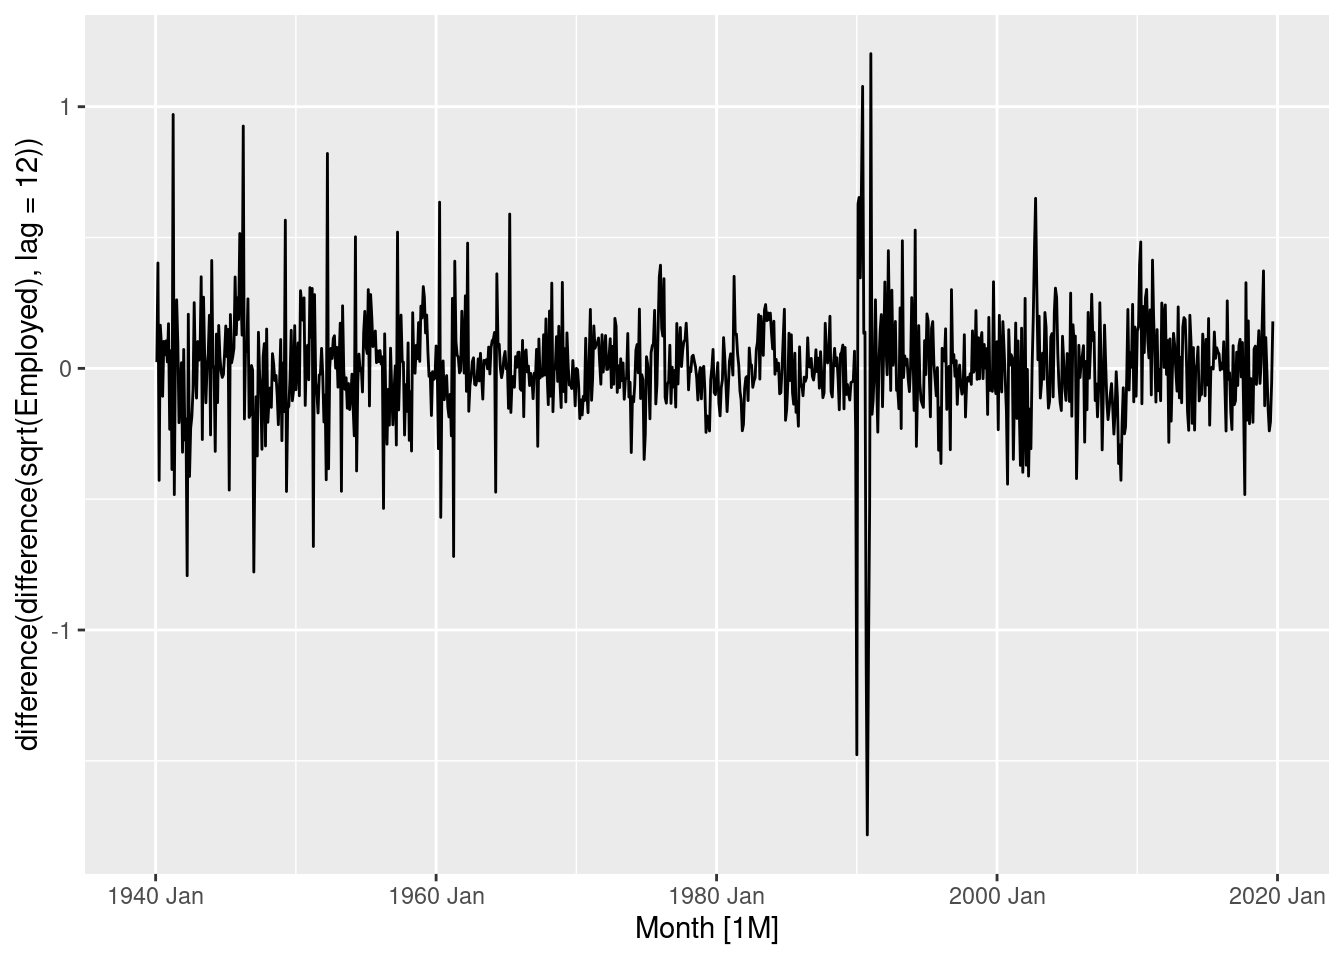 difference(difference(sqrt(Employed), lag = 12))
1
0
-1
1940 Jan
1960 Jan
1980 Jan
2000 Jan
2020 Jan
Month [1M]